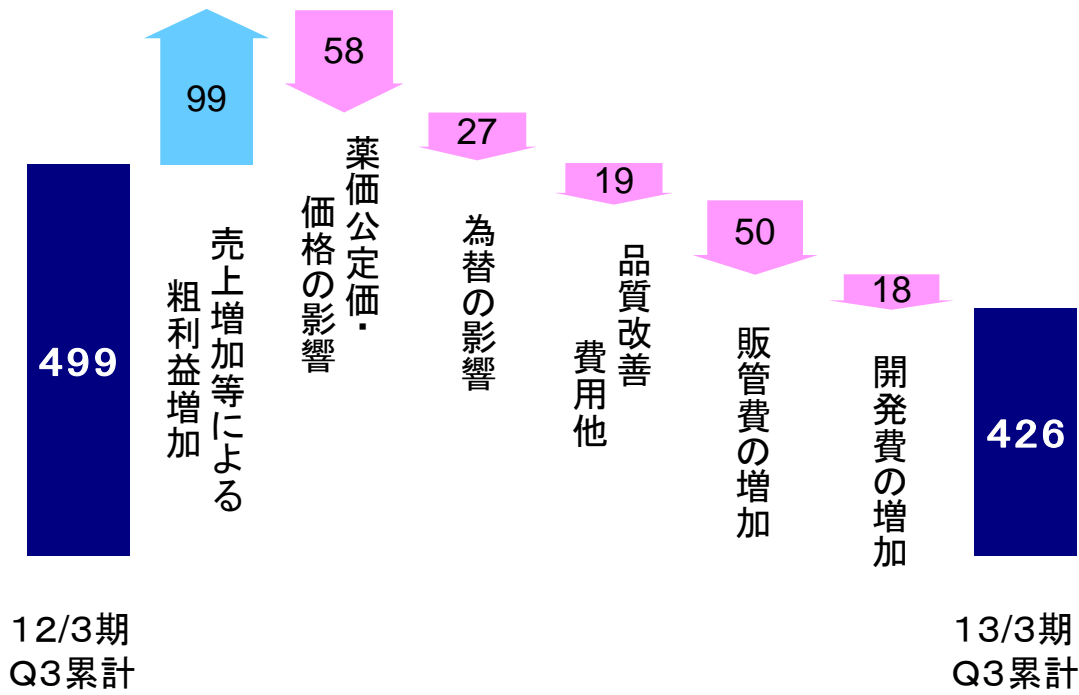 499
12/3期
Q3累計
99
売上増加等による
粗利益増加
58
薬価公定価・
価格の影響
27
為替の影響
19
品質改善
費用他
50
販管費の増加
18
開発費の増加
426
13/3期
Q3累計